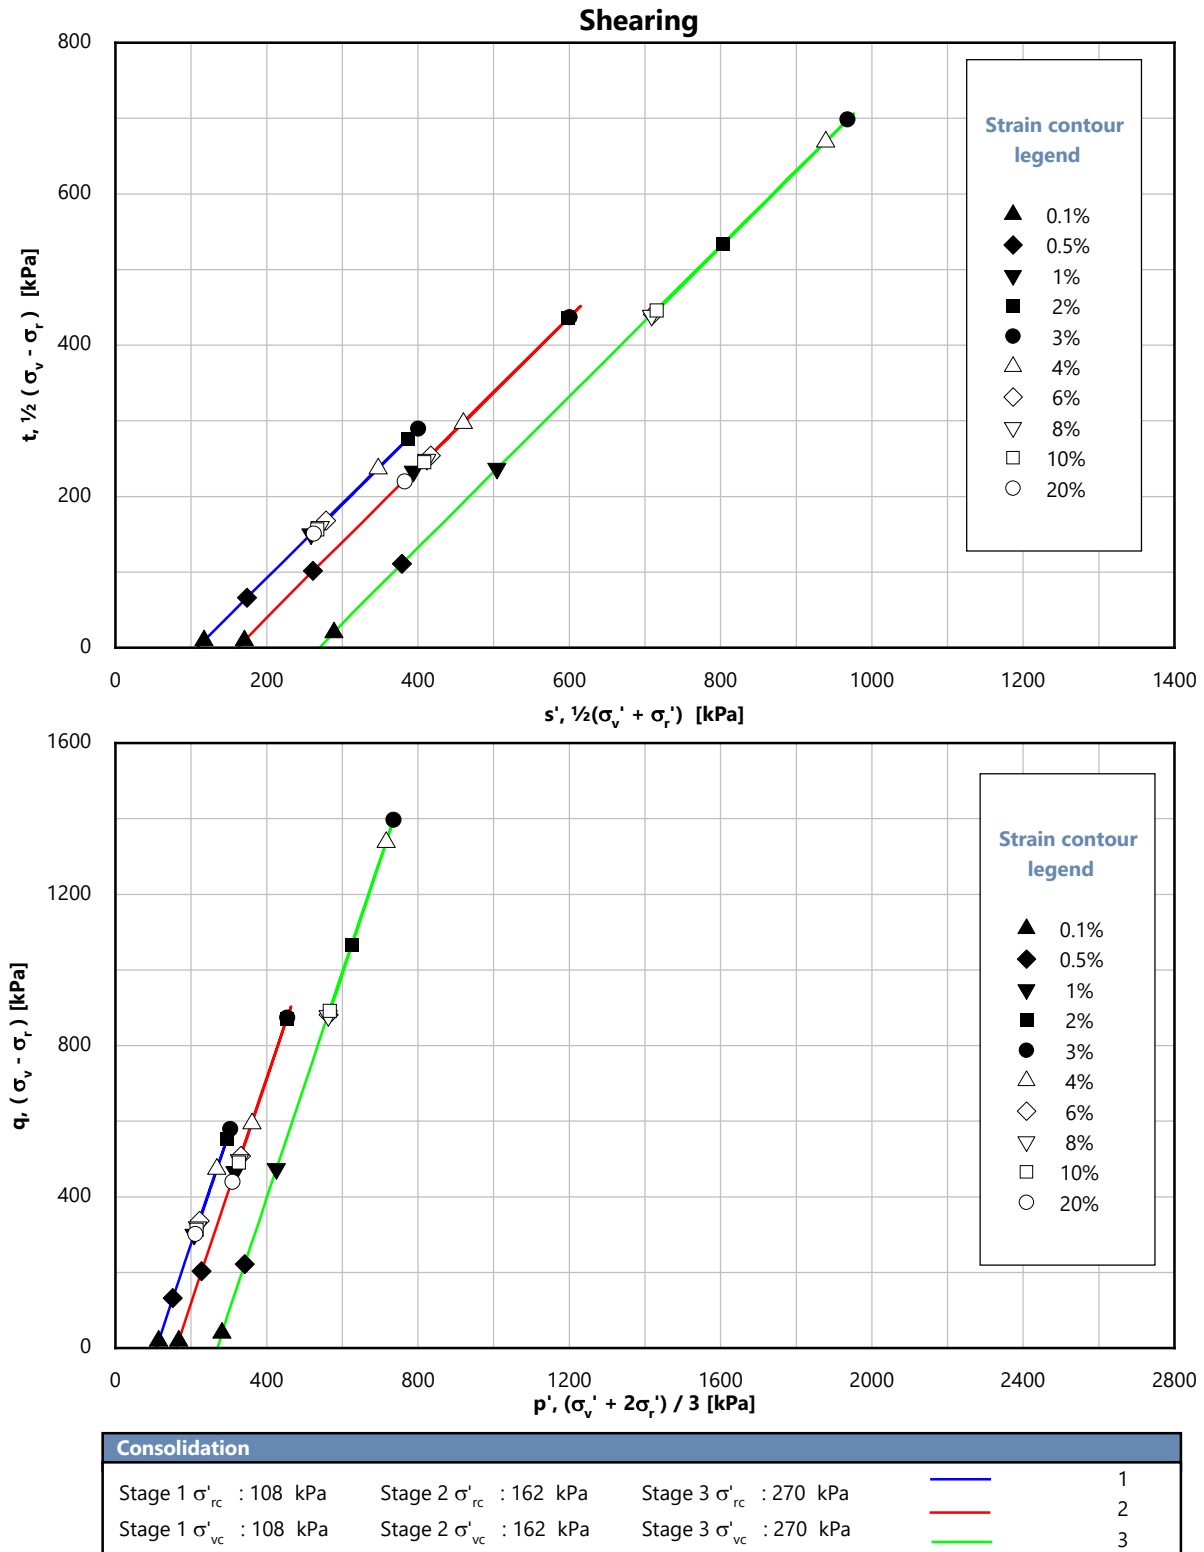 Shearing
800
600
400
200
0
t, ½ ( σv - σr ) [kPa]
0 200 400 600 800 1000 1200 1400
s', ½(σv' + σr') [kPa]
Strain contour
legend
0.1%
0.5%
1%
2%
3%
4%
6%
8%
10%
20%
1600
1200
800
400
0
q, ( σv - σr ) [kPa]
0 400 800 1200 1600 2000 2400 2800
p', (σv' + 2σr') / 3 [kPa]
Strain contour
legend
0.1%
0.5%
1%
2%
3%
4%
6%
8%
10%
20%
Consolidation
Stage 1 σ'rc : 108 kPa Stage 2 σ'rc : 162 kPa Stage 3 σ'rc : 270 kPa
Stage 1 σ'vc : 108 kPa Stage 2 σ'vc : 162 kPa Stage 3 σ'vc : 270 kPa
1
2
3